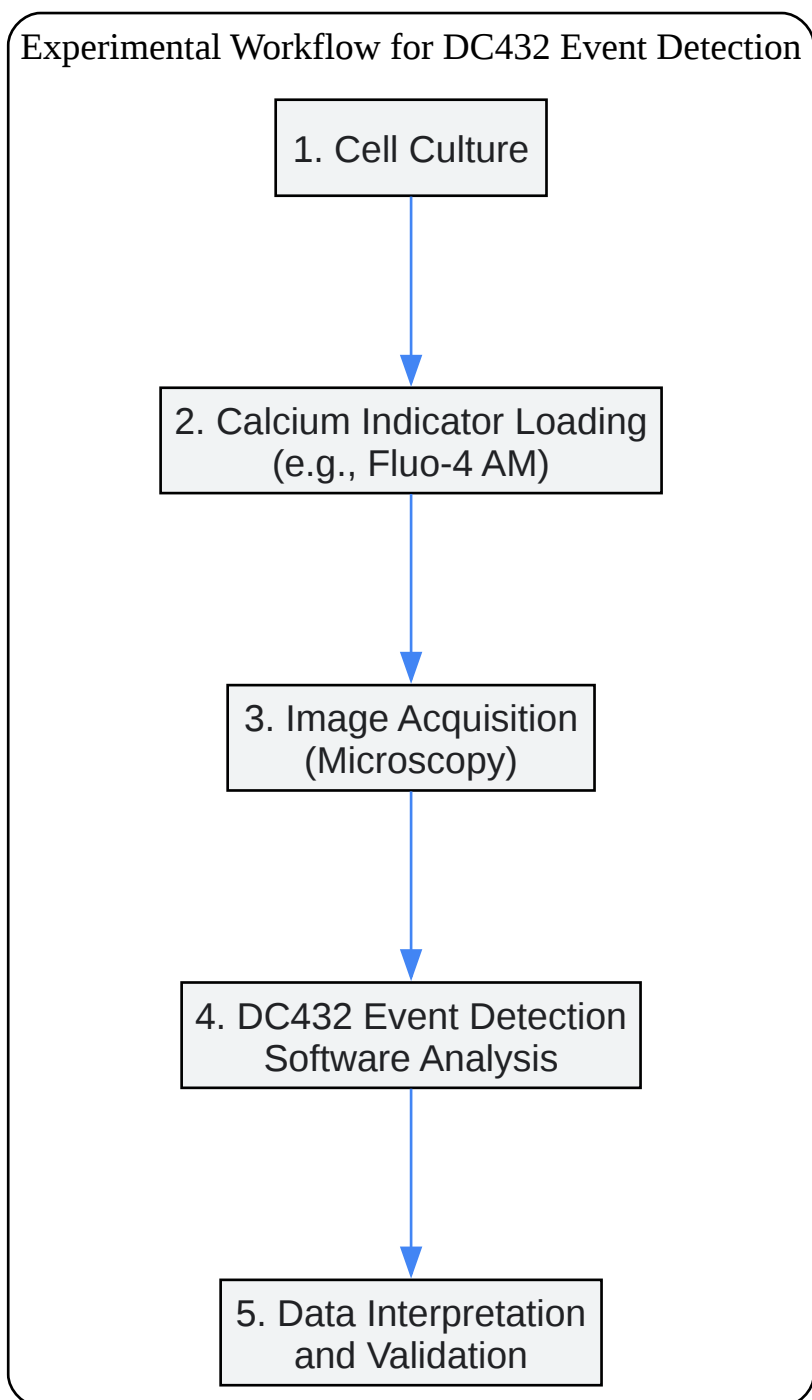 Experimental Workflow for DC432 Event Detection
1. Cell Culture
2. Calcium Indicator Loading
(e.g., Fluo-4 AM)
3. Image Acquisition
(Microscopy)
4. DC432 Event Detection
Software Analysis
5. Data Interpretation
and Validation